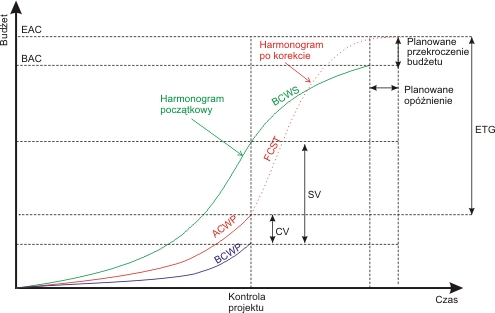 Budżet
EAC
BAC
Harmonogram
po korekcie
Planowane
przekroczenie
budżetu
Harmonogram
początkowy
BCWS
Planowane
opóźnienie
ETG
FCST
SV
ACWP
CV
BCWP
Kontrola
projektu
Czas